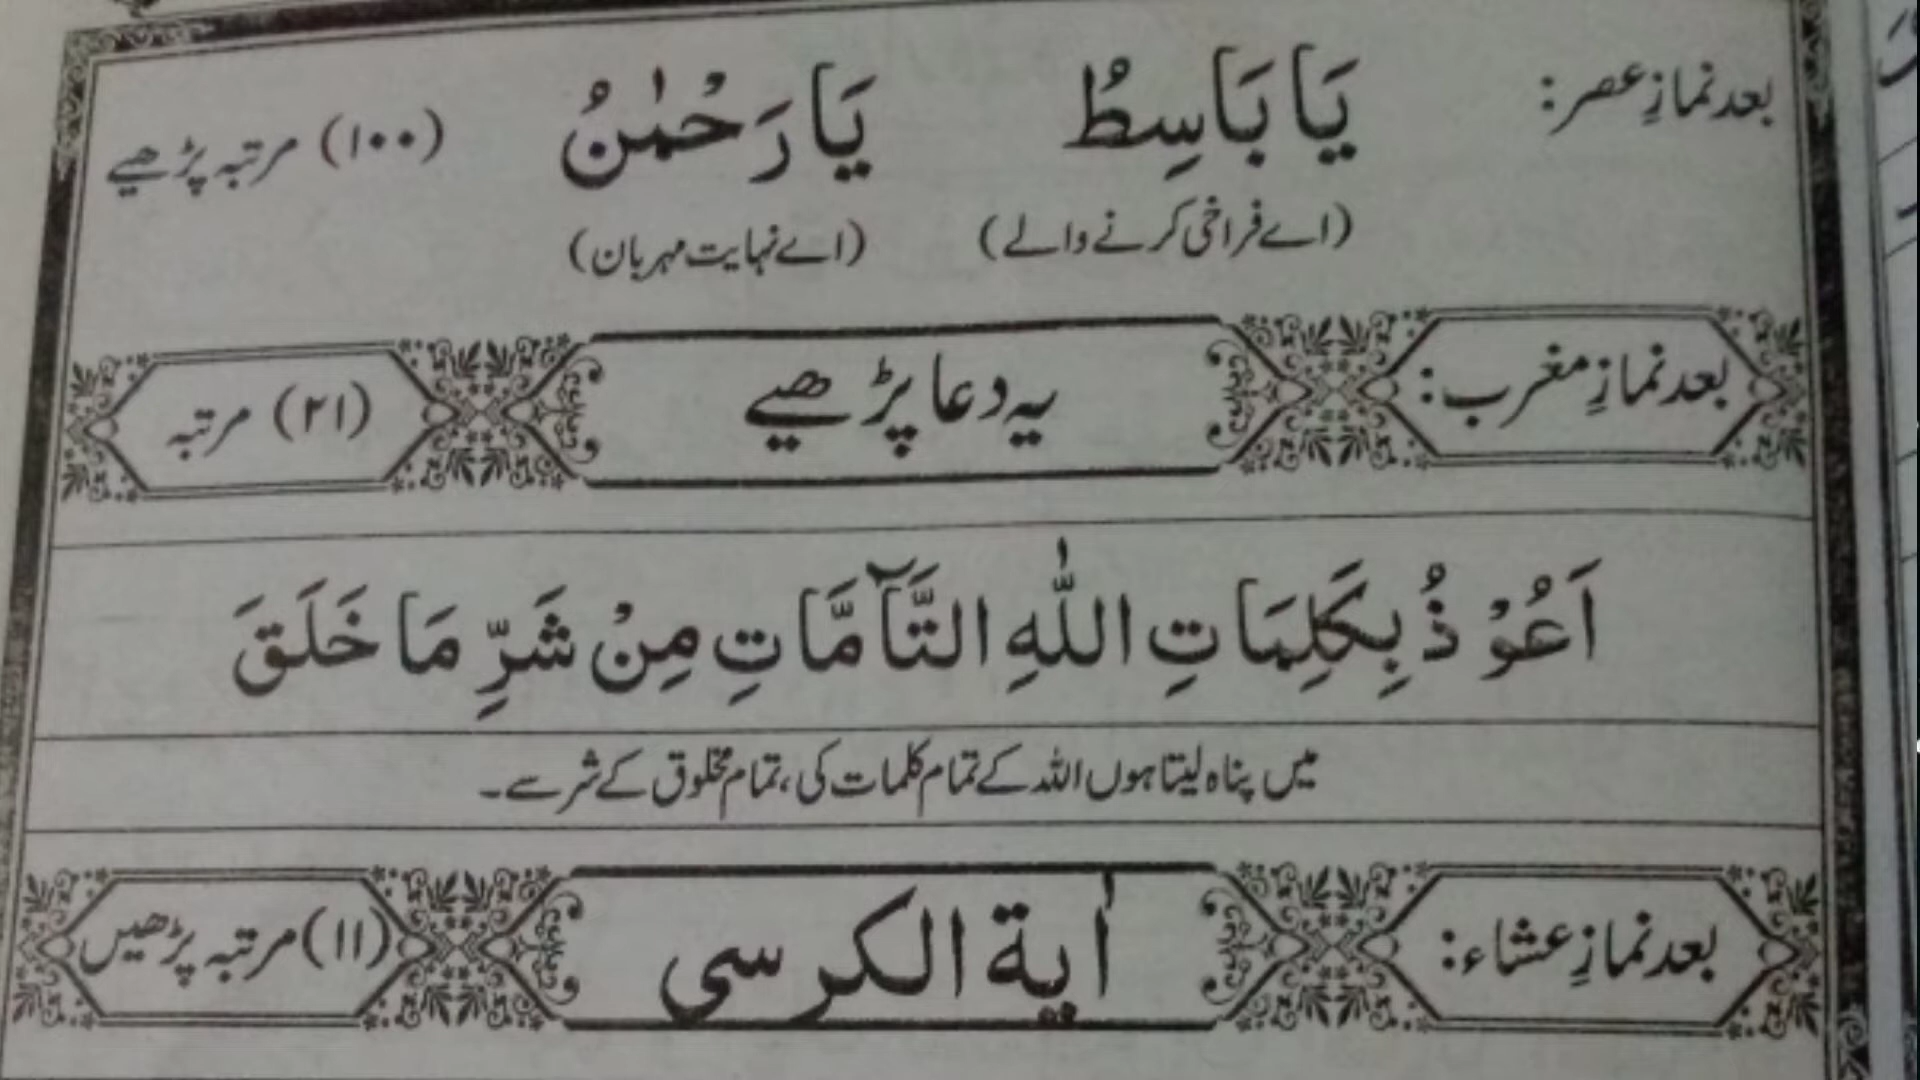 بعد نمازِ عصر: يَا بَاسِطُ يَا رَحْمٰنُ (۱۰۰) مرتبہ پڑھیے
(اے فراخی کرنے والے) (اے نہایت مہربان)
بعد نمازِ مغرب: یہ دعا پڑھیے (۲۱) مرتبہ
اَعُوْذُ بِكَلِمَاتِ اللّٰهِ التَّآمَّاتِ مِنْ شَرِّ مَا خَلَقَ
میں پناہ لیتا ہوں اللہ کے تمام کلمات کی، تمام مخلوق کے شر سے۔
بعد نمازِ عشاء: اٰية الكرسى (۱۱) مرتبہ پڑھیں